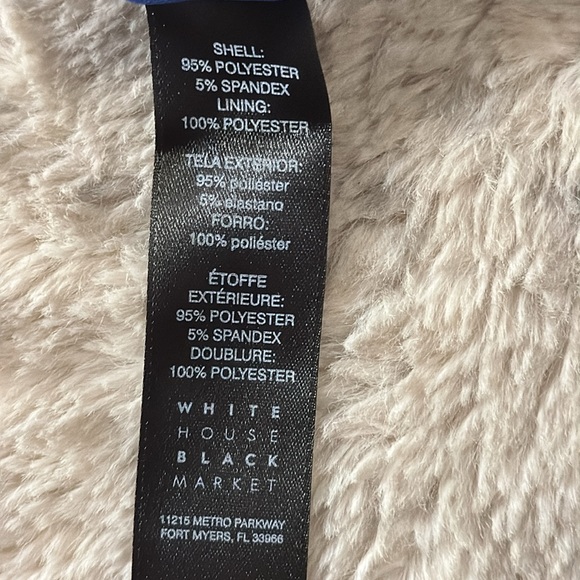 SHELL:
95% POLYESTER
5% SPANDEX
LINING:
100% POLYESTER
TELA EXTERIOR:
95% poliéster
5% elastano
FORRO:
100% poliéster
ÉTOFFE
EXTÉRIEURE:
95% POLYESTER
5% SPANDEX
DOUBLURE:
100% POLYESTER
WHITE
HOUSE
BLACK
MARKET
11215 METRO PARKWAY
FORT MYERS, FL 33966